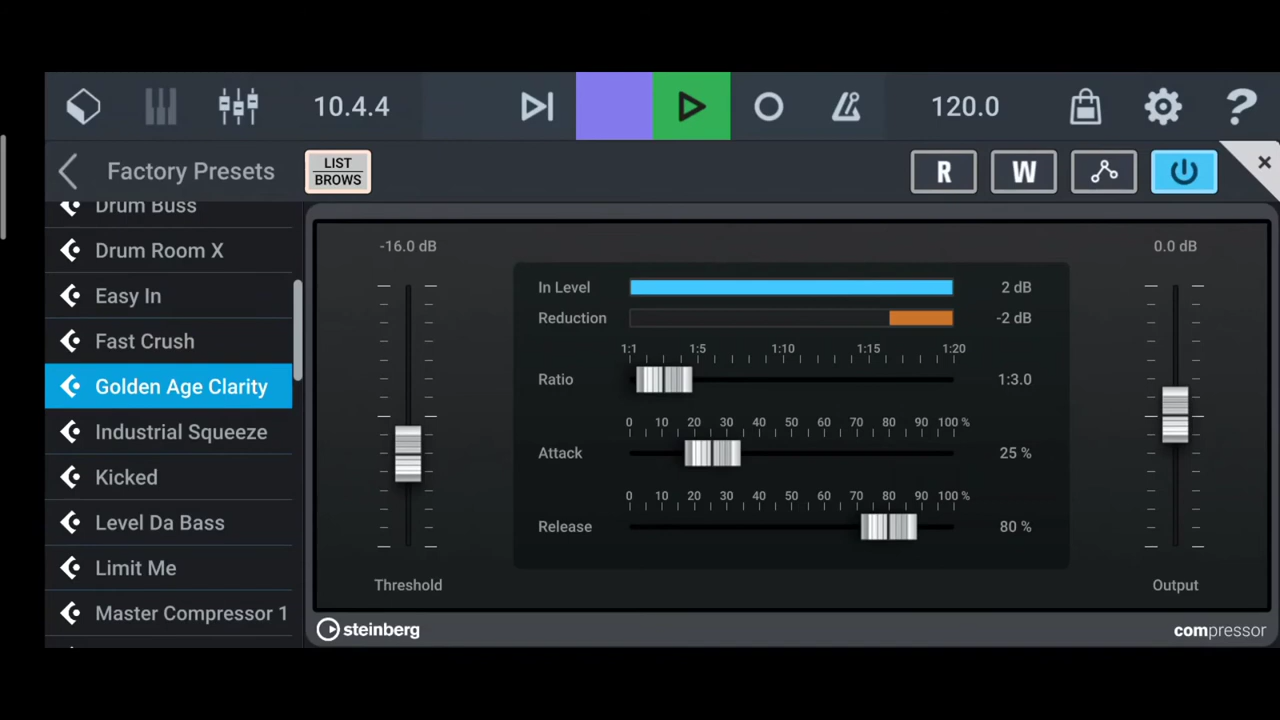 10.4.4
120.0
?
Factory Presets
LIST
BROWS
R
W
×
Drum Buss
Drum Room X
Easy In
Fast Crush
Golden Age Clarity
Industrial Squeeze
Kicked
Level Da Bass
Limit Me
Master Compressor 1
-16.0 dB
Threshold
In Level
2 dB
Reduction
-2 dB
1:1 1:5 1:10 1:15 1:20
Ratio
1:3.0
0 10 20 30 40 50 60 70 80 90 100 %
Attack
25 %
0 10 20 30 40 50 60 70 80 90 100 %
Release
80 %
0.0 dB
Output
steinberg
compressor